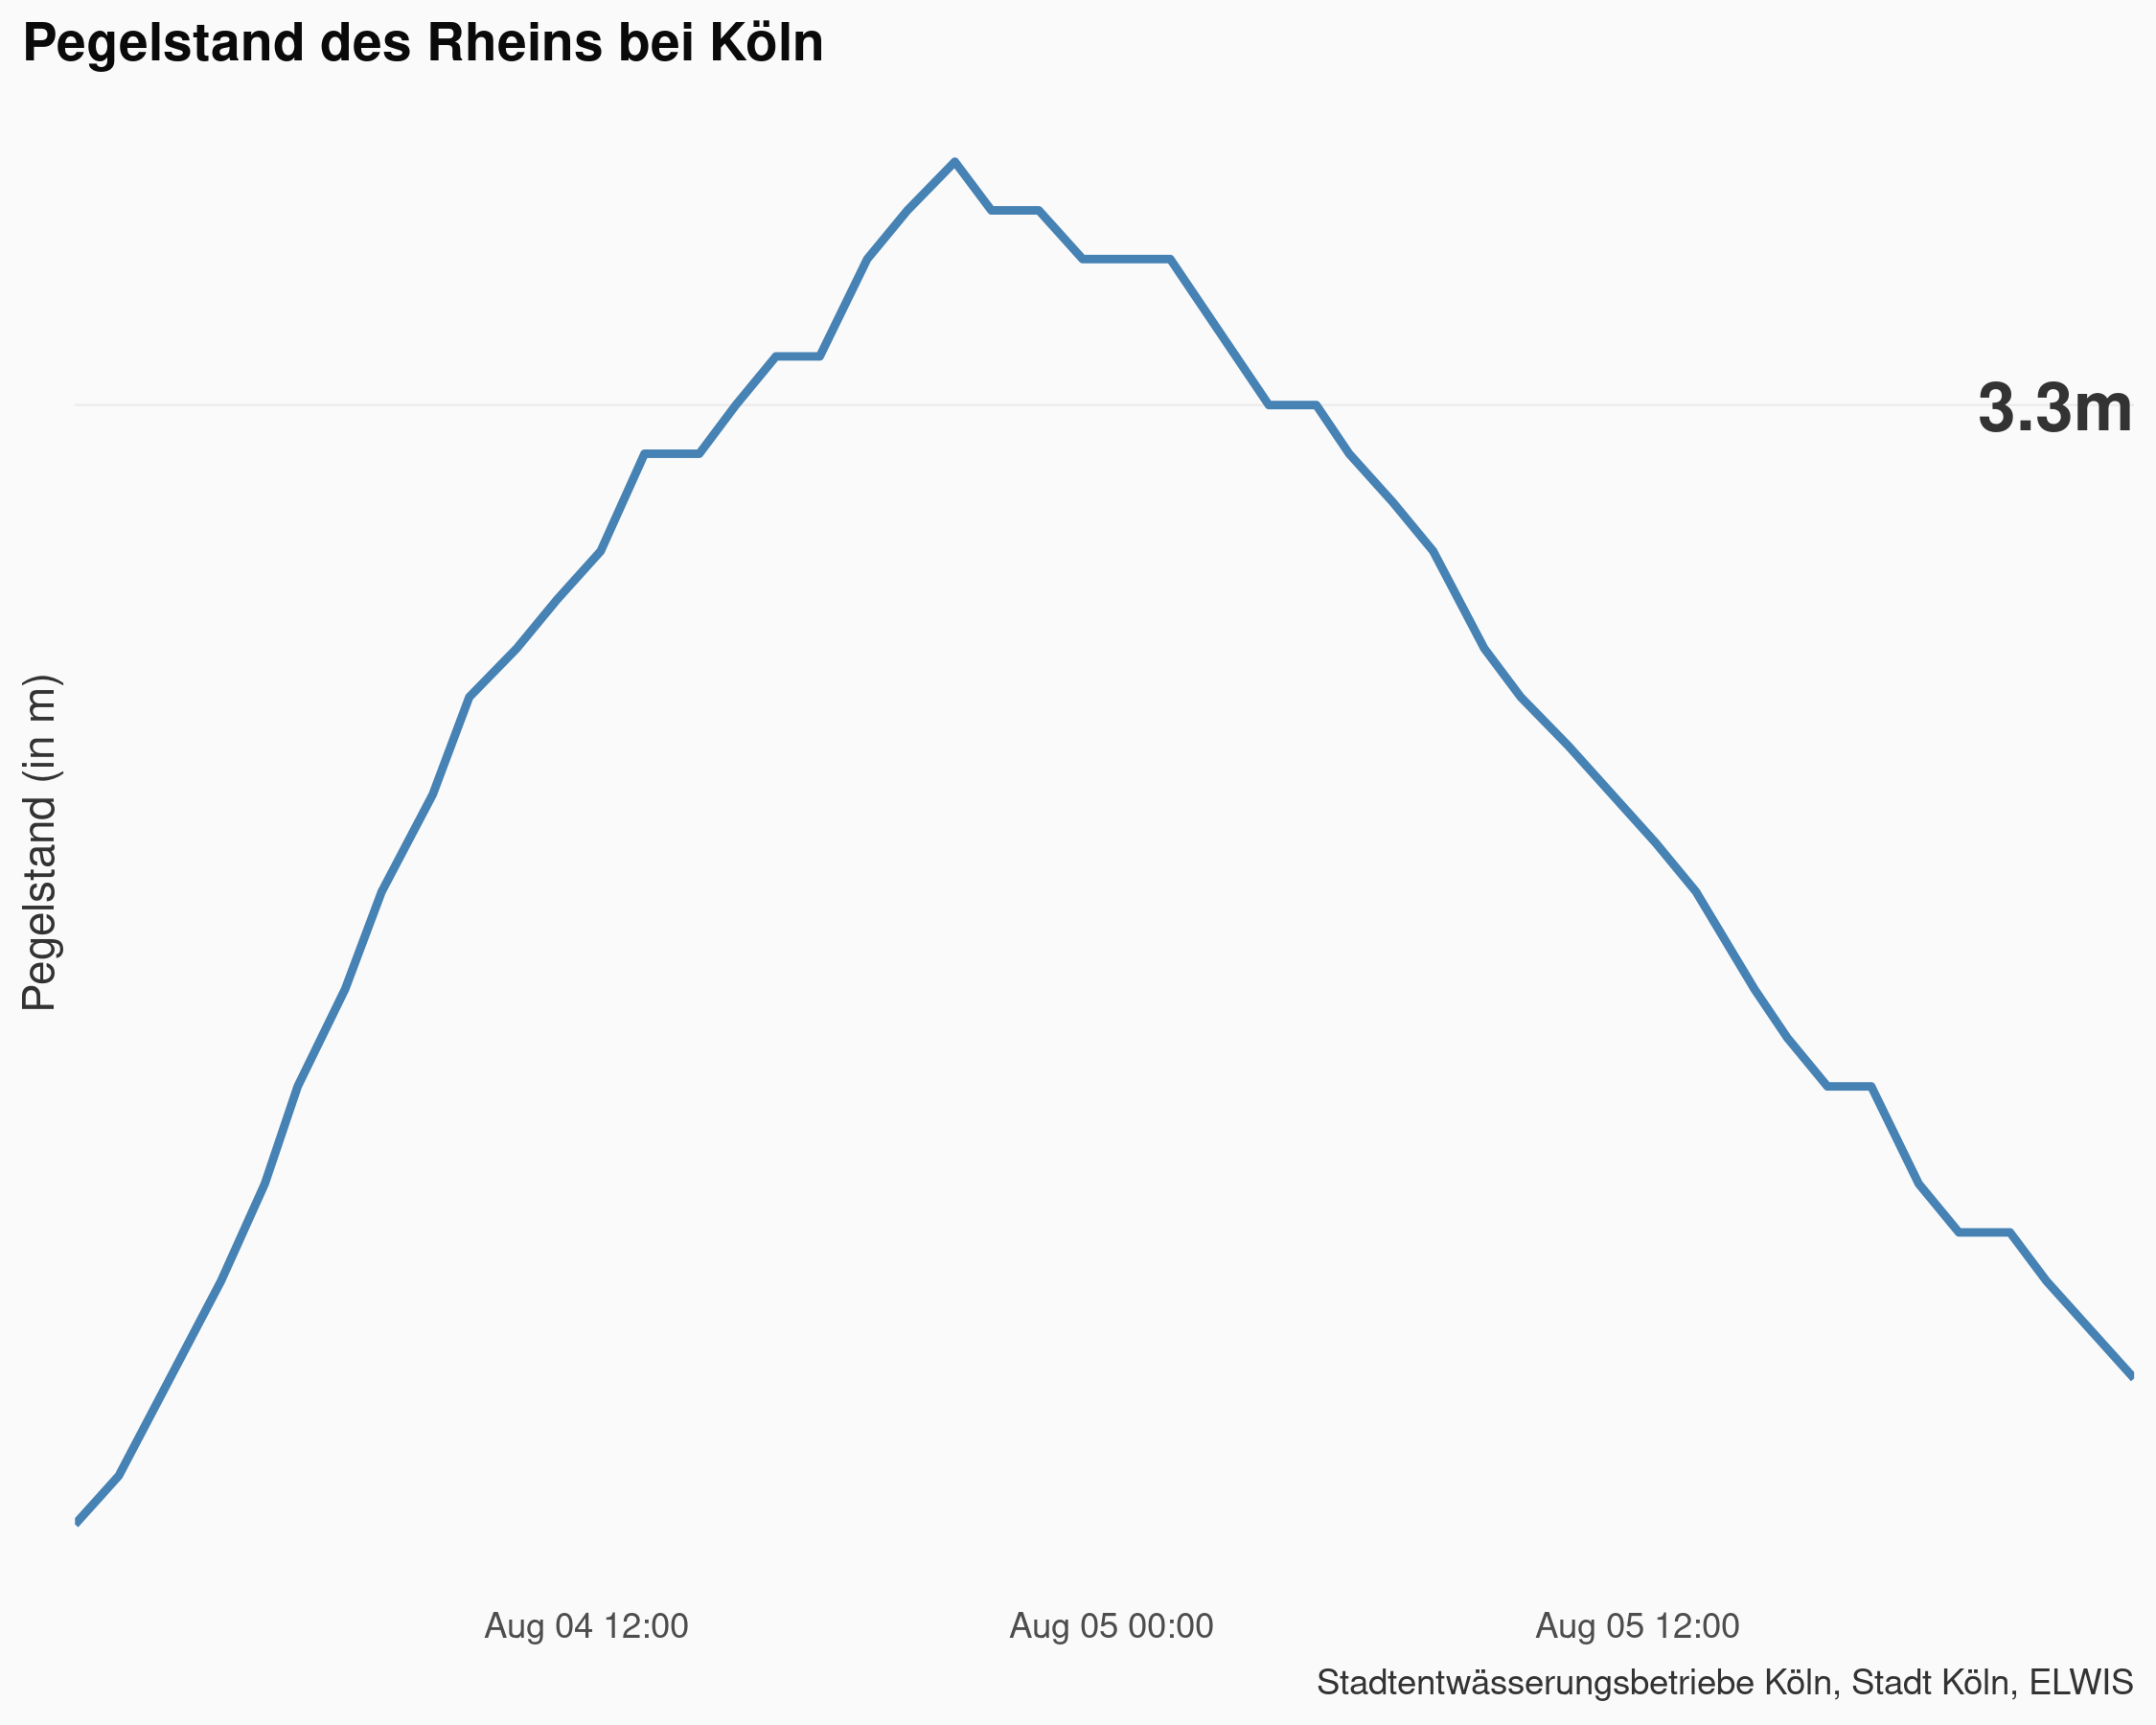 Pegelstand des Rheins bei Köln
3.3m
Pegelstand (in m)
Aug 04 12:00
Aug 05 00:00
Aug 05 12:00
Stadtentwässerungsbetriebe Köln, Stadt Köln, ELWIS